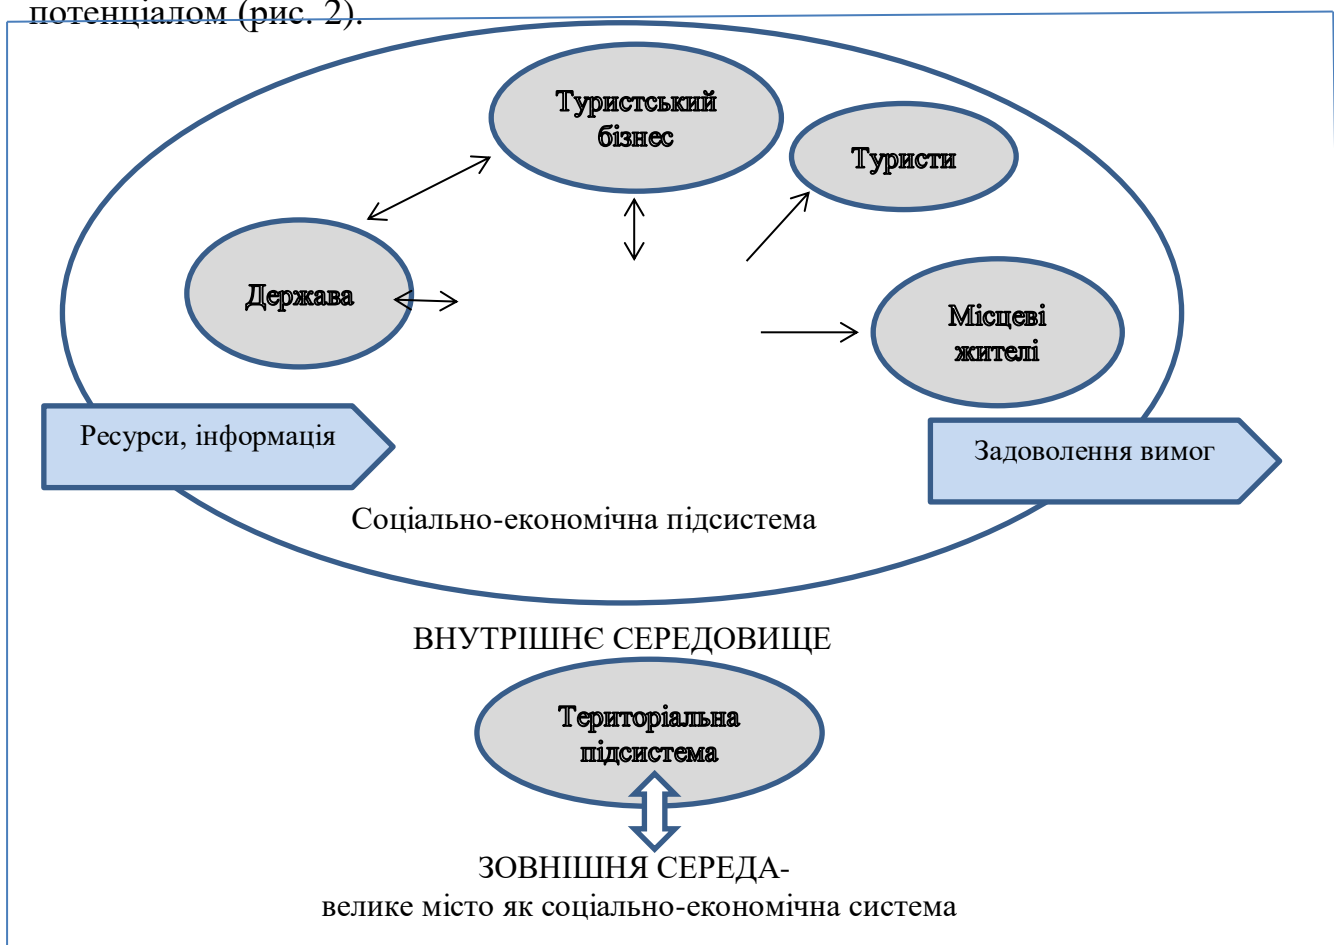 потенціалом (рис. 2).
Туристський
бізнес
Туристи
Держава
Місцеві
жителі
Ресурси, інформація
Задоволення вимог
Соціально-економічна підсистема
ВНУТРІШНЄ СЕРЕДОВИЩЕ
Територіальна
підсистема
ЗОВНІШНЯ СЕРЕДА-
велике місто як соціально-економічна система